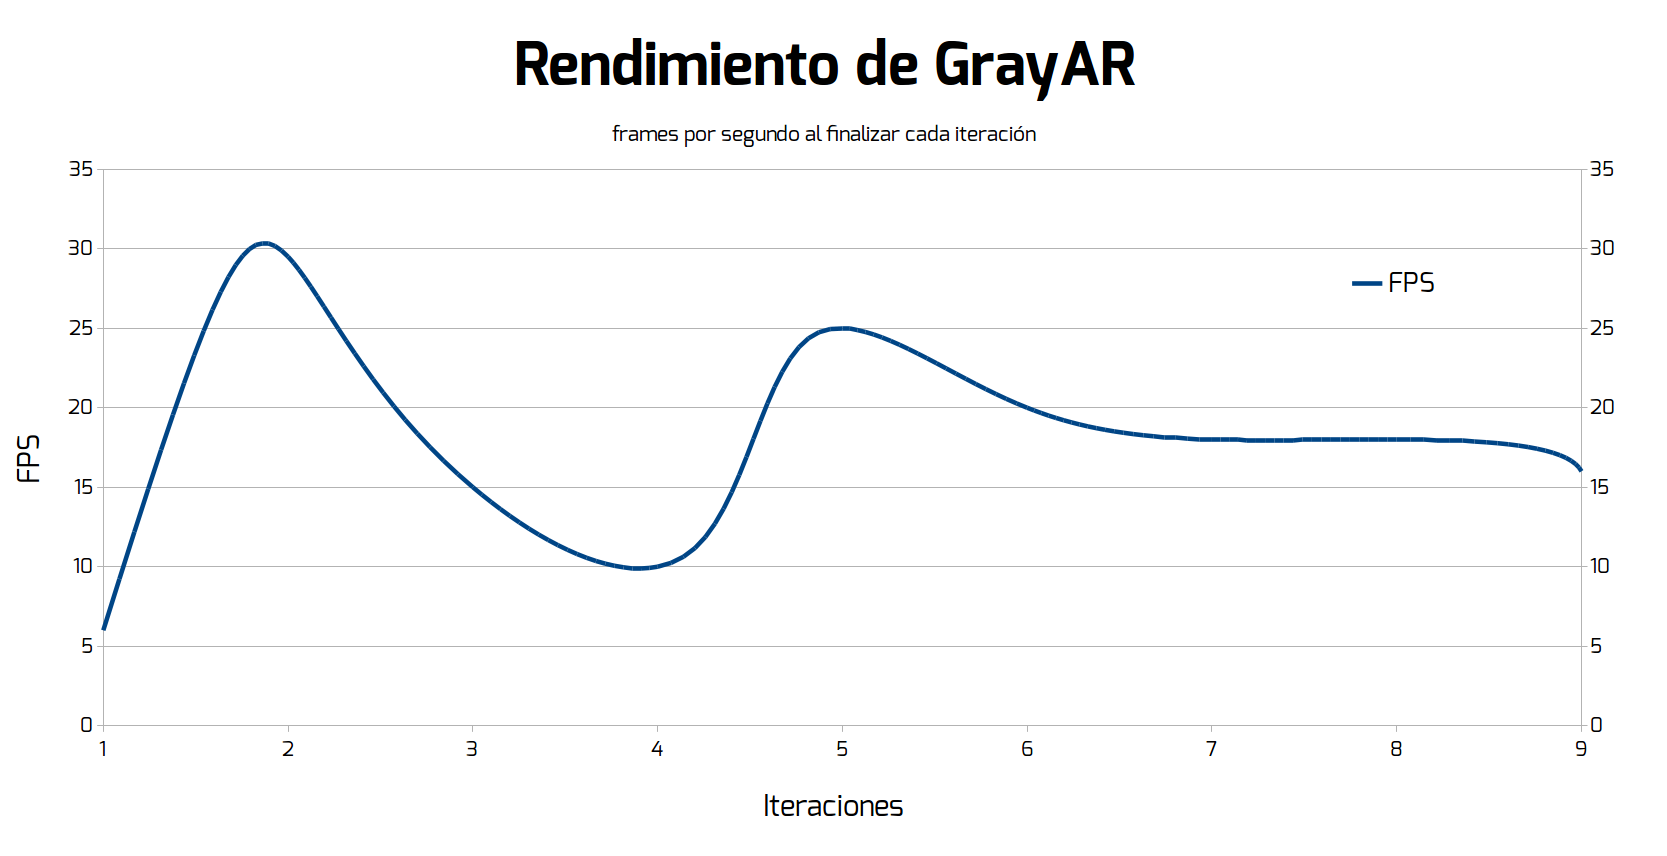 Rendimiento de GrayAR
frames por segundo al finalizar cada iteración
35 35
30 30
FPS
25 25
20 20
FPS
15 15
10 10
5 5
0 0
1 2 3 4 5 6 7 8 9
Iteraciones